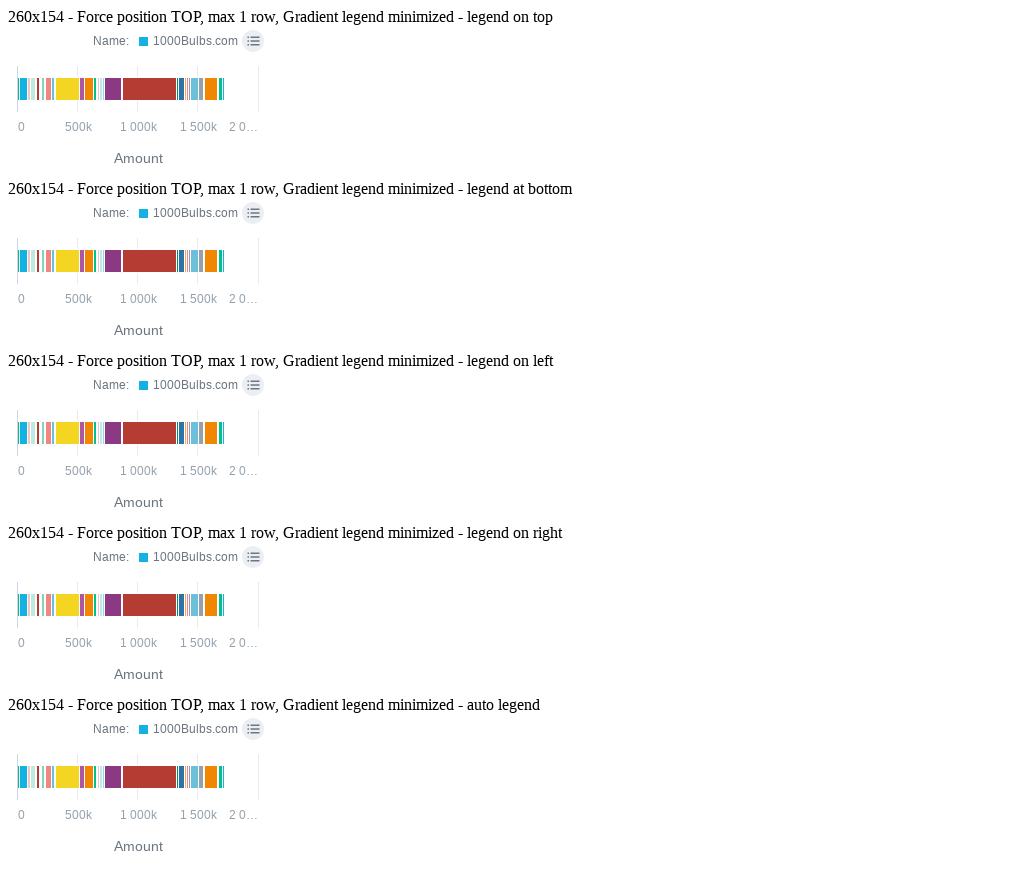 260x154 - Force position TOP, max 1 row, Gradient legend minimized - legend on top
Name: 1000Bulbs.com
0 500k 1 000k 1 500k 2 0…
Amount
260x154 - Force position TOP, max 1 row, Gradient legend minimized - legend at bottom
Name: 1000Bulbs.com
0 500k 1 000k 1 500k 2 0…
Amount
260x154 - Force position TOP, max 1 row, Gradient legend minimized - legend on left
Name: 1000Bulbs.com
0 500k 1 000k 1 500k 2 0…
Amount
260x154 - Force position TOP, max 1 row, Gradient legend minimized - legend on right
Name: 1000Bulbs.com
0 500k 1 000k 1 500k 2 0…
Amount
260x154 - Force position TOP, max 1 row, Gradient legend minimized - auto legend
Name: 1000Bulbs.com
0 500k 1 000k 1 500k 2 0…
Amount